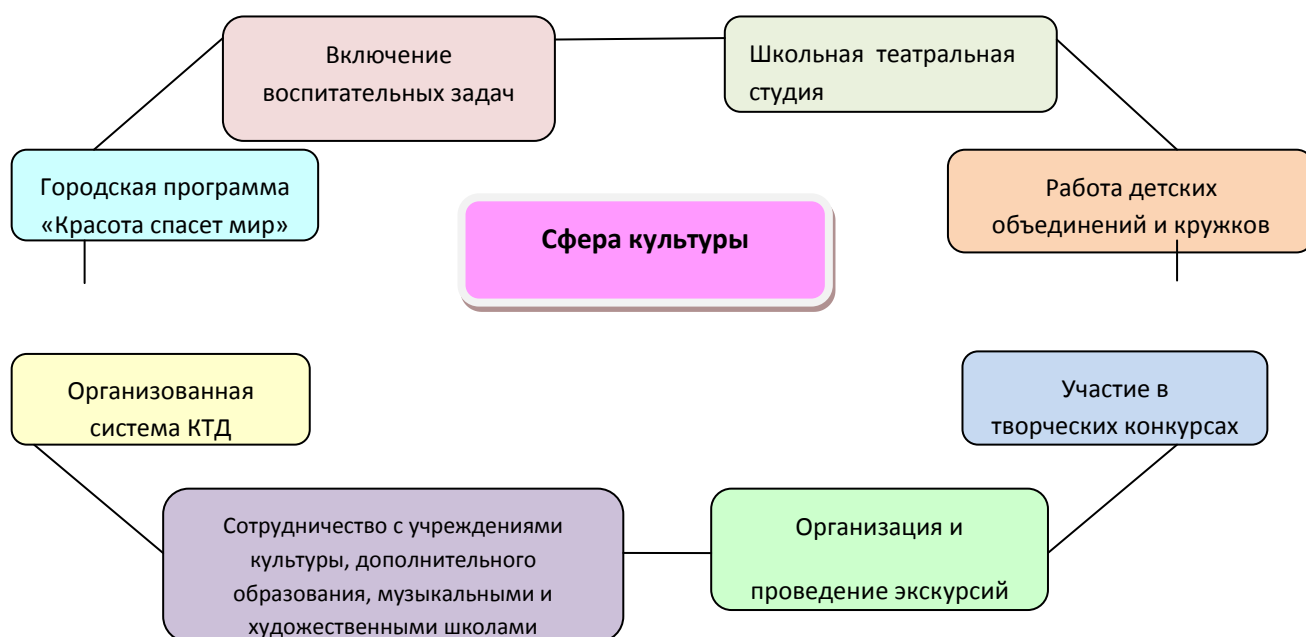 Включение
воспитательных задач
Школьная театральная
студия
Городская программа
«Красота спасет мир»
Сфера культуры
Работа детских
объединений и кружков
Организованная
система КТД
Участие в
творческих конкурсах
Сотрудничество с учреждениями
культуры, дополнительного
образования, музыкальными и
художественными школами
Организация и
проведение экскурсий